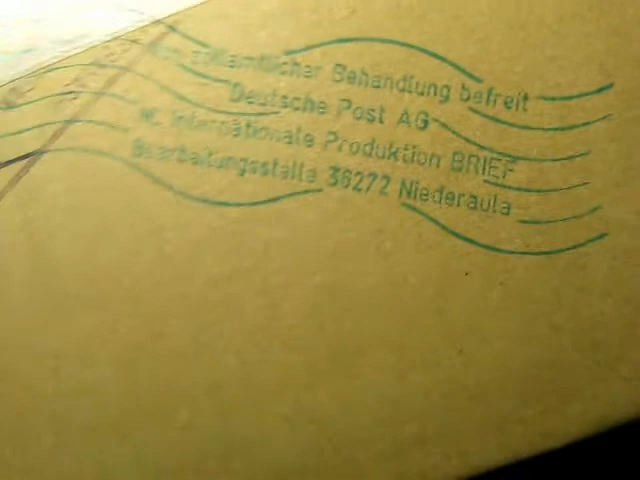 zollamtlicher Behandlung befreit
Deutsche Post AG
Internationale Produktion BRIEF
Bearbeitungsstelle 36272 Niederaula